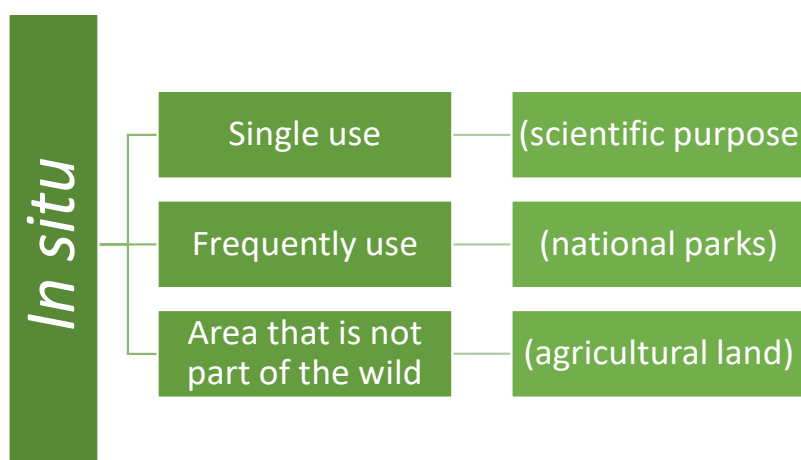 In situ
Single use
(scientific purpose
Frequently use
(national parks)
Area that is not
part of the wild
(agricultural land)